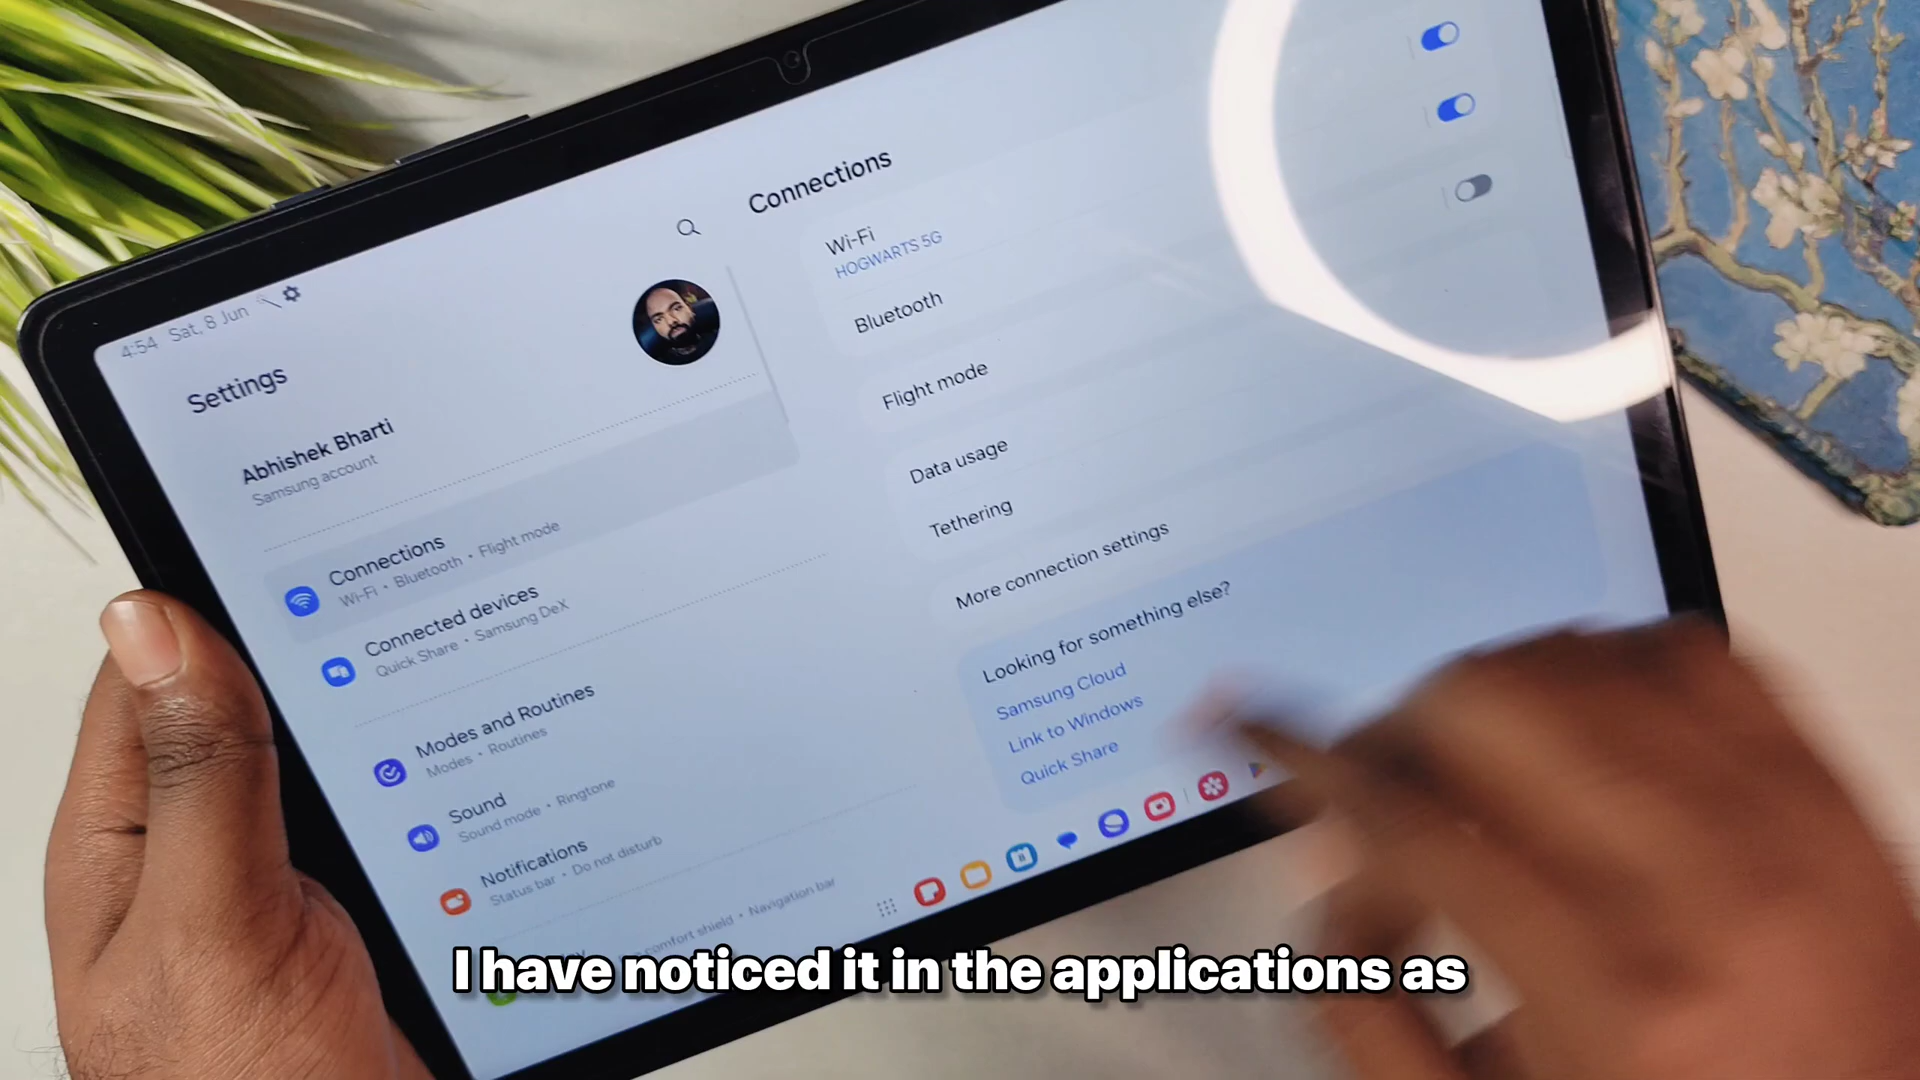 4:54 Sat, 8 Jun
Settings
Abhishek Bharti
Samsung account
Connections
Wi-Fi • Bluetooth • Flight mode
Connected devices
Quick Share • Samsung DeX
Modes and Routines
Modes • Routines
Sound
Sound mode • Ringtone
Notifications
Status bar • Do not disturb
comfort shield • Navigation bar
Connections
Wi-Fi
HOGWARTS 5G
Bluetooth
Flight mode
Data usage
Tethering
More connection settings
Looking for something else?
Samsung Cloud
Link to Windows
Quick Share
I have noticed it in the applications as